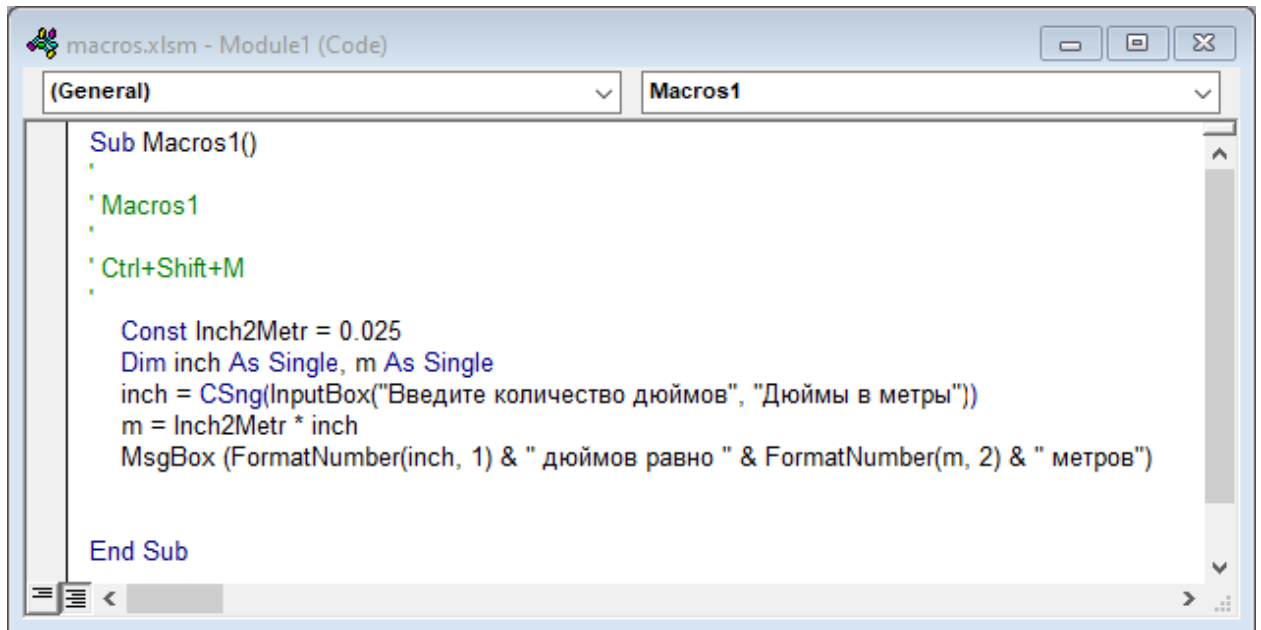 macros.xlsm - Module1 (Code)
(General) Macros1
Sub Macros1()
'
' Macros1
'
' Ctrl+Shift+M
'
Const Inch2Metr = 0.025
Dim inch As Single, m As Single
inch = CSng(InputBox("Введите количество дюймов", "Дюймы в метры"))
m = Inch2Metr * inch
MsgBox (FormatNumber(inch, 1) & " дюймов равно " & FormatNumber(m, 2) & " метров")
End Sub